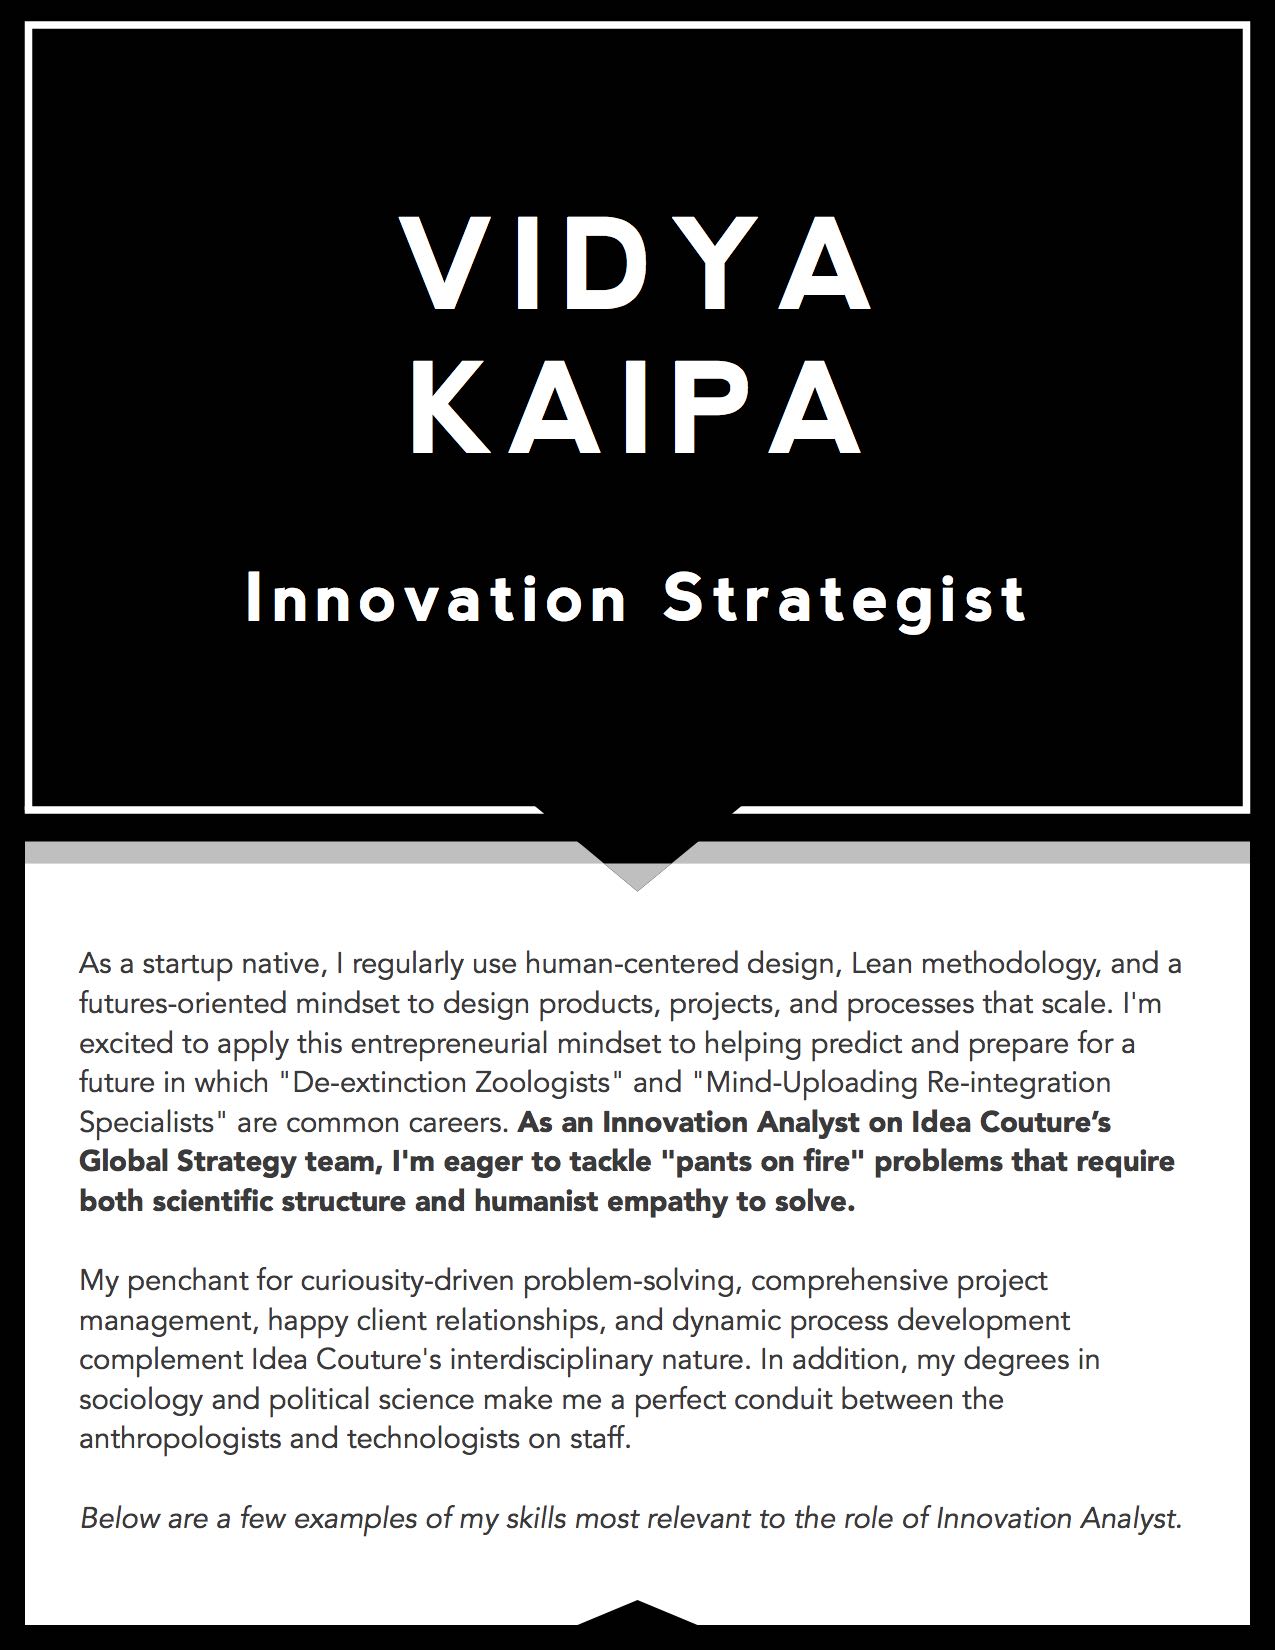 VIDYA
KAIPA
Innovation Strategist
As a startup native, I regularly use human-centered design, Lean methodology, and a
futures-oriented mindset to design products, projects, and processes that scale. I'm
excited to apply this entrepreneurial mindset to helping predict and prepare for a
future in which "De-extinction Zoologists" and "Mind-Uploading Re-integration
Specialists" are common careers. As an Innovation Analyst on Idea Couture’s
Global Strategy team, I'm eager to tackle "pants on fire" problems that require
both scientific structure and humanist empathy to solve.
My penchant for curiousity-driven problem-solving, comprehensive project
management, happy client relationships, and dynamic process development
complement Idea Couture's interdisciplinary nature. In addition, my degrees in
sociology and political science make me a perfect conduit between the
anthropologists and technologists on staff.
Below are a few examples of my skills most relevant to the role of Innovation Analyst.